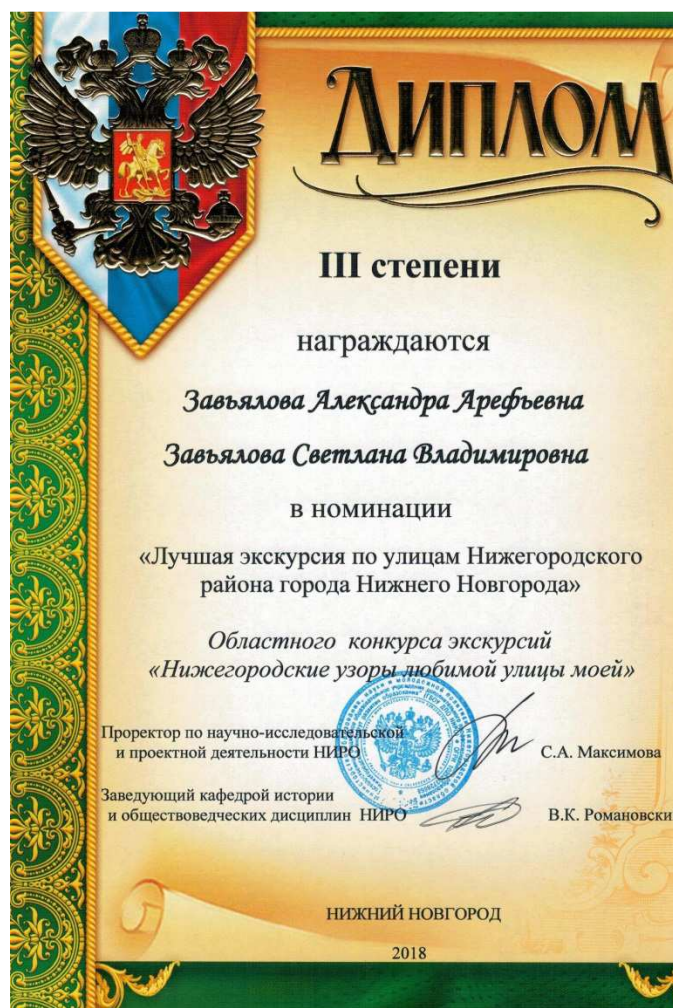 Диплом
III степени
награждаются
Завьялова Александра Арефьевна
Завьялова Светлана Владимировна
в номинации
«Лучшая экскурсия по улицам Нижегородского
района города Нижнего Новгорода»
Областного конкурса экскурсий
«Нижегородские узоры любимой улицы моей»
Проректор по научно-исследовательской
и проектной деятельности НИРО С.А. Максимова
Заведующий кафедрой истории
и обществоведческих дисциплин НИРО В.К. Романовски
НИЖНИЙ НОВГОРОД
2018